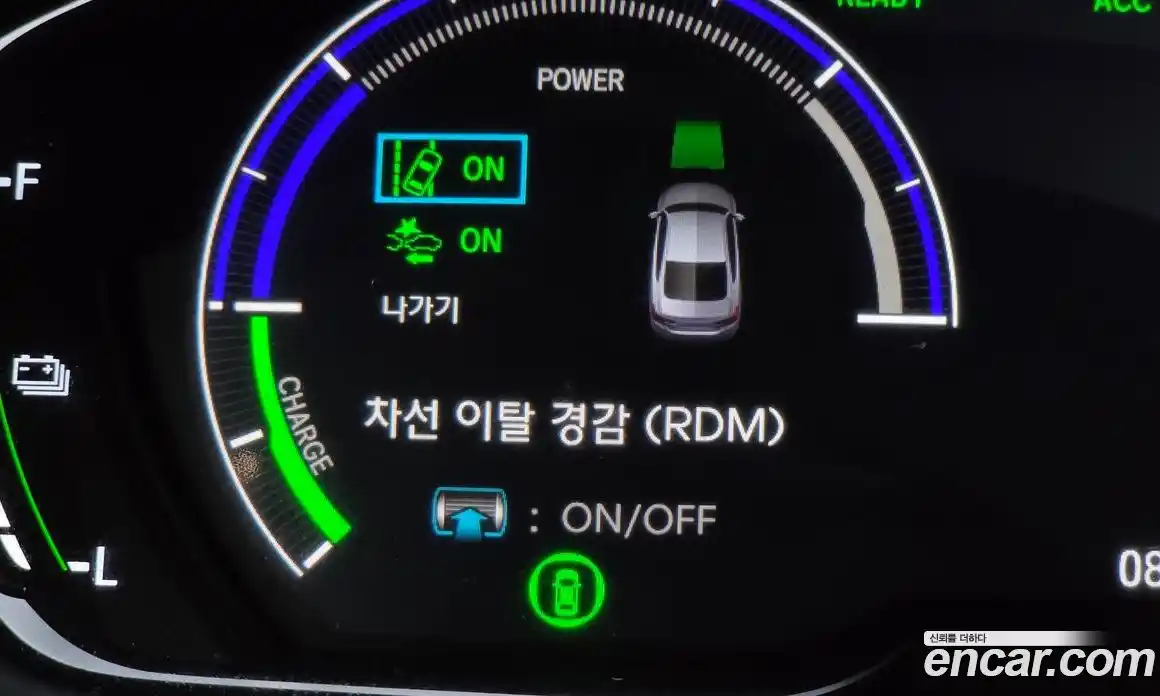 READY
ACC
POWER
F
ON
ON
나가기
CHARGE
차선 이탈 경감 (RDM)
: ON/OFF
L
08
신뢰를 더하다
encar.com